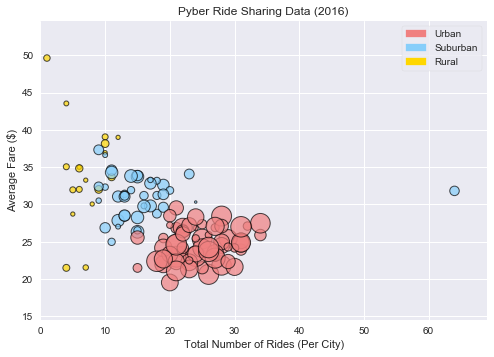 Pyber Ride Sharing Data (2016)
Urban
Suburban
Rural
Average Fare ($)
50
45
40
35
30
25
20
15
0
10
20
30
40
50
60
Total Number of Rides (Per City)